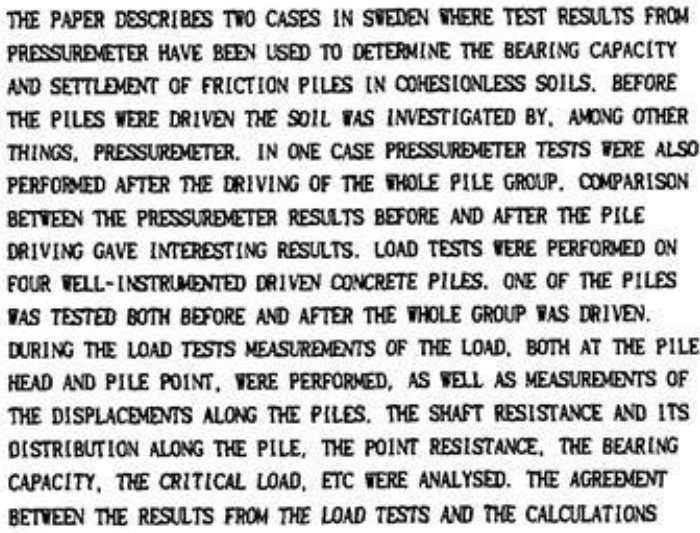 THE PAPER DESCRIBES TWO CASES IN SWEDEN WHERE TEST RESULTS FROM
PRESSUREMETER HAVE BEEN USED TO DETERMINE THE BEARING CAPACITY
AND SETTLEMENT OF FRICTION PILES IN COHESIONLESS SOILS. BEFORE
THE PILES WERE DRIVEN THE SOIL WAS INVESTIGATED BY, AMONG OTHER
THINGS, PRESSUREMETER. IN ONE CASE PRESSUREMETER TESTS WERE ALSO
PERFORMED AFTER THE DRIVING OF THE WHOLE PILE GROUP. COMPARISON
BETWEEN THE PRESSUREMETER RESULTS BEFORE AND AFTER THE PILE
DRIVING GAVE INTERESTING RESULTS. LOAD TESTS WERE PERFORMED ON
FOUR WELL-INSTRUMENTED DRIVEN CONCRETE PILES. ONE OF THE PILES
WAS TESTED BOTH BEFORE AND AFTER THE WHOLE GROUP WAS DRIVEN.
DURING THE LOAD TESTS MEASUREMENTS OF THE LOAD, BOTH AT THE PILE
HEAD AND PILE POINT, WERE PERFORMED, AS WELL AS MEASUREMENTS OF
THE DISPLACEMENTS ALONG THE PILES. THE SHAFT RESISTANCE AND ITS
DISTRIBUTION ALONG THE PILE, THE POINT RESISTANCE, THE BEARING
CAPACITY, THE CRITICAL LOAD, ETC WERE ANALYSED. THE AGREEMENT
BETWEEN THE RESULTS FROM THE LOAD TESTS AND THE CALCULATIONS